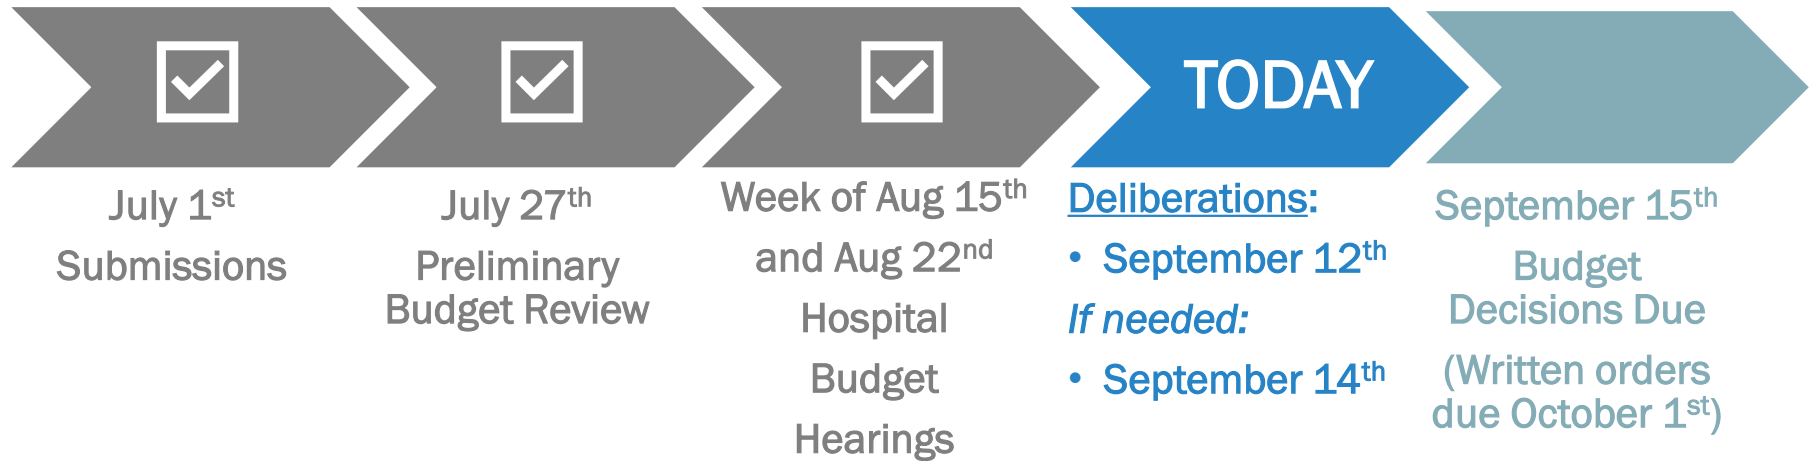 July 1st
Submissions
July 27th
Preliminary
Budget Review
Week of Aug 15th
and Aug 22nd
Hospital
Budget
Hearings
TODAY
Deliberations:
• September 12th
If needed:
• September 14th
September 15th
Budget
Decisions Due
(Written orders
due October 1st)